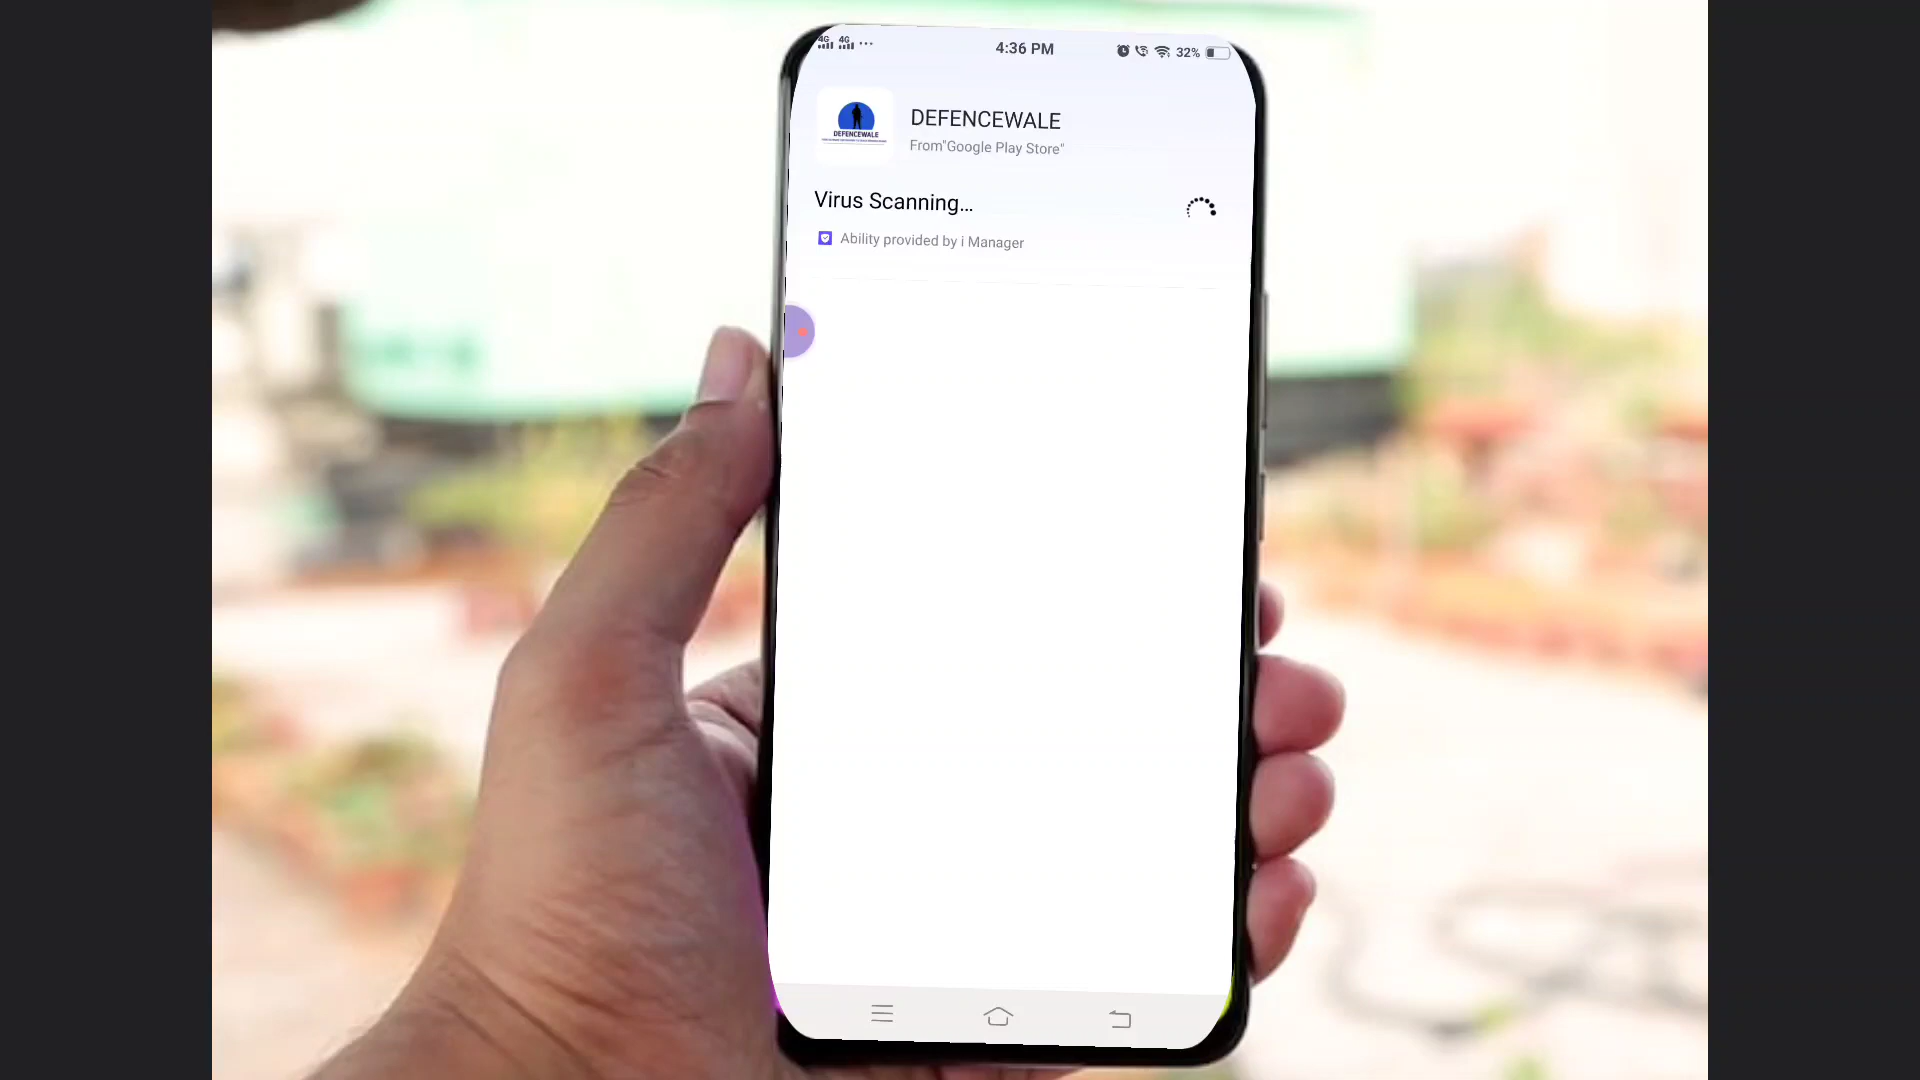 4G 4G ... 4:36 PM 32%
DEFENCEWALE
DEFENCEWALE
From"Google Play Store"
Virus Scanning...
Ability provided by i Manager